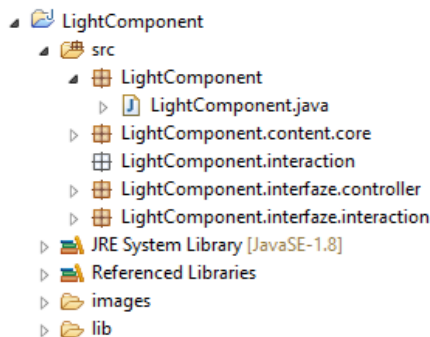 LightComponent
src
LightComponent
LightComponent.java
LightComponent.content.core
LightComponent.interaction
LightComponent.interfaze.controller
LightComponent.interfaze.interaction
JRE System Library [JavaSE-1.8]
Referenced Libraries
images
lib